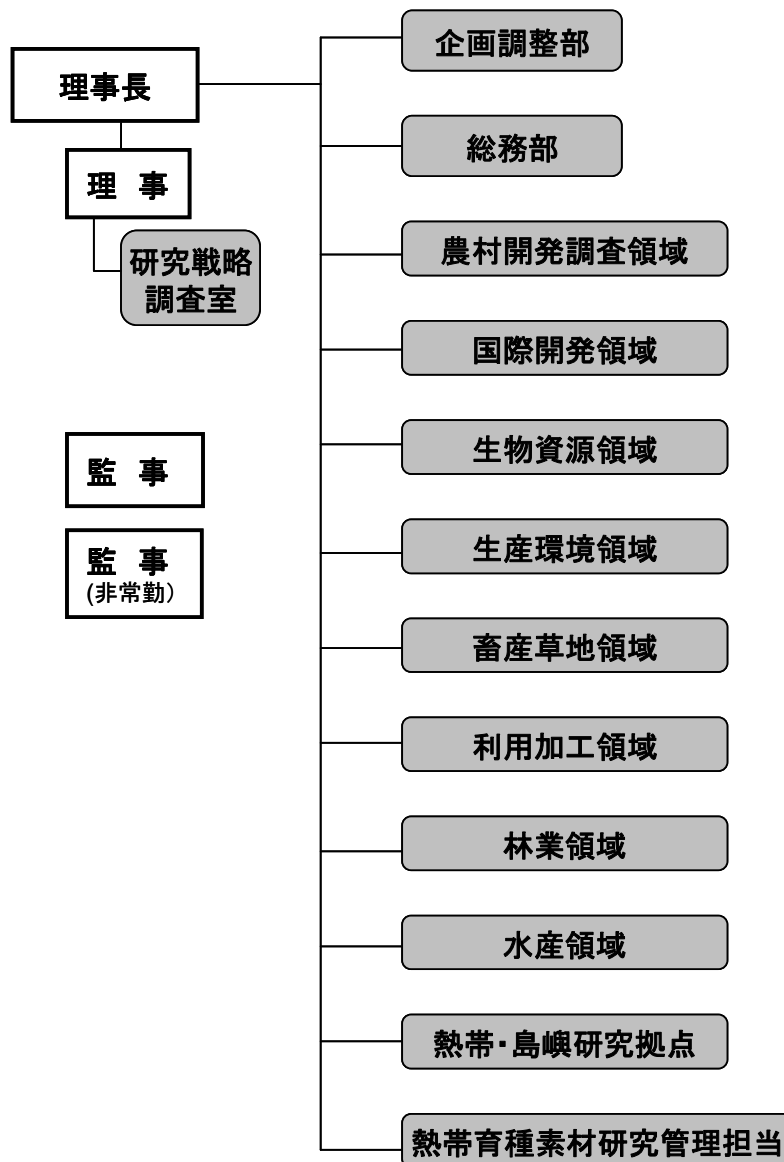 理事長
理 事
研究戦略
調査室
監 事
監 事
(非常勤)
企画調整部
総務部
農村開発調査領域
国際開発領域
生物資源領域
生産環境領域
畜産草地領域
利用加工領域
林業領域
水産領域
熱帯・島嶼研究拠点
熱帯育種素材研究管理担当